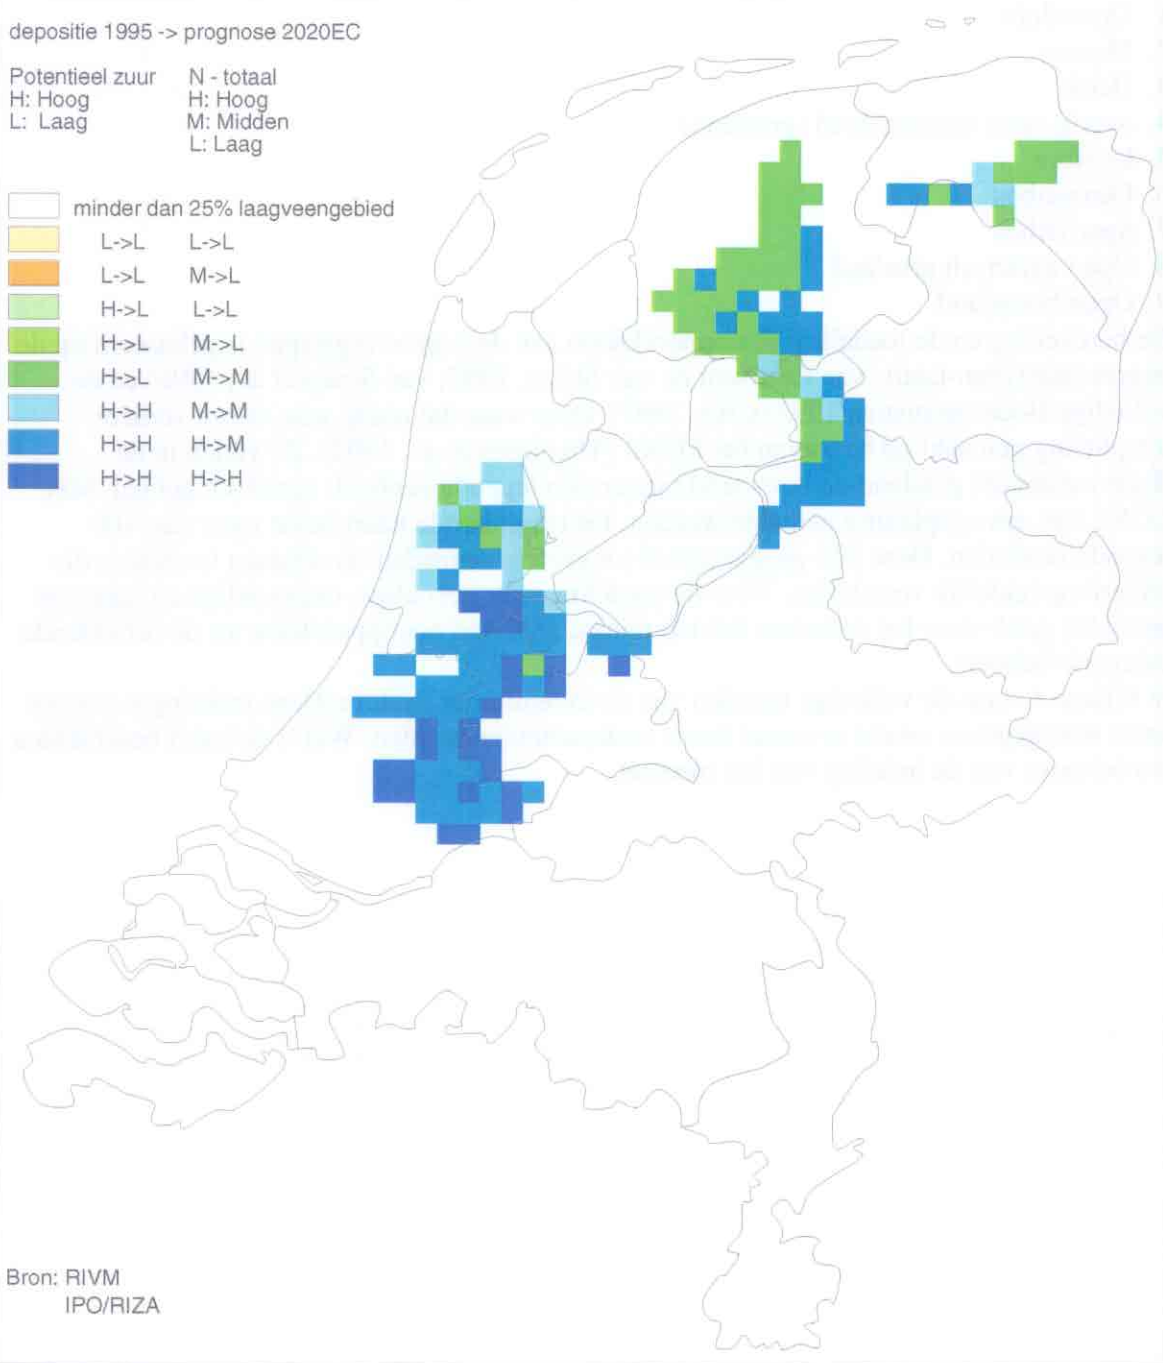 depositie 1995 -> prognose 2020EC
Potentieel zuur N - totaal
H: Hoog H: Hoog
L: Laag M: Midden
L: Laag
minder dan 25% laagveengebied
L->L L->L
L->L M->L
H->L L->L
H->L M->L
H->L M->M
H->H M->M
H->H H->M
H->H H->H
Bron: RIVM
IPO/RIZA